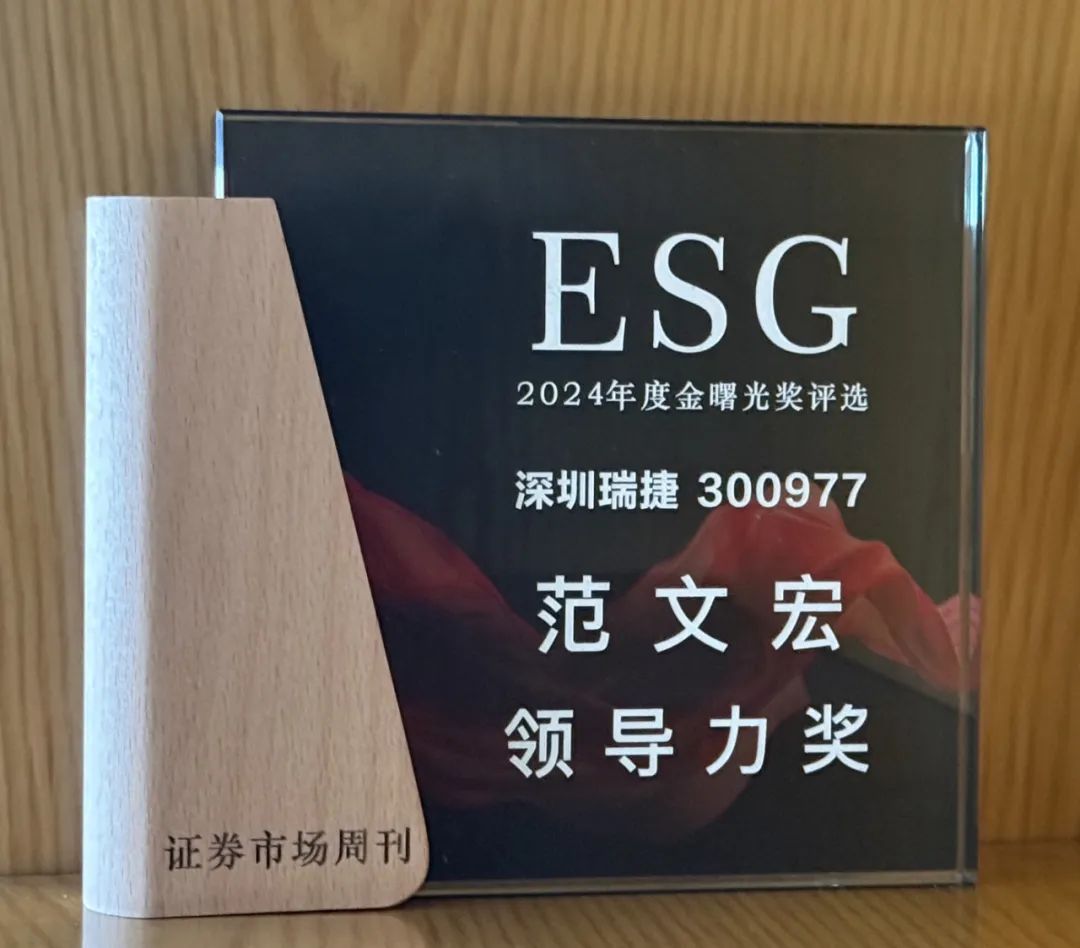 ESG
2024年度金曙光奖评选
深圳瑞捷 300977
范文宏
领导力奖
证券市场周刊